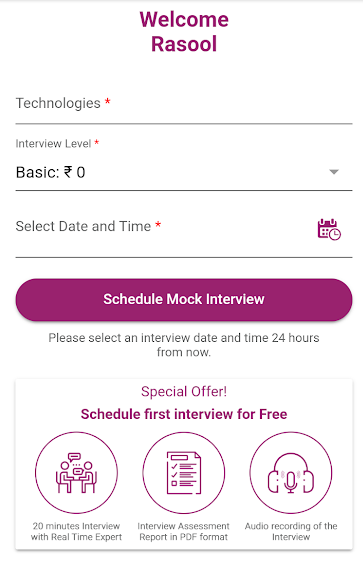 Welcome
Rasool
Technologies *
Interview Level *
Basic: ₹ 0
Select Date and Time *
Schedule Mock Interview
Please select an interview date and time 24 hours
from now.
Special Offer!
Schedule first interview for Free
20 minutes Interview
with Real Time Expert
Interview Assessment
Report in PDF format
Audio recording of the
Interview